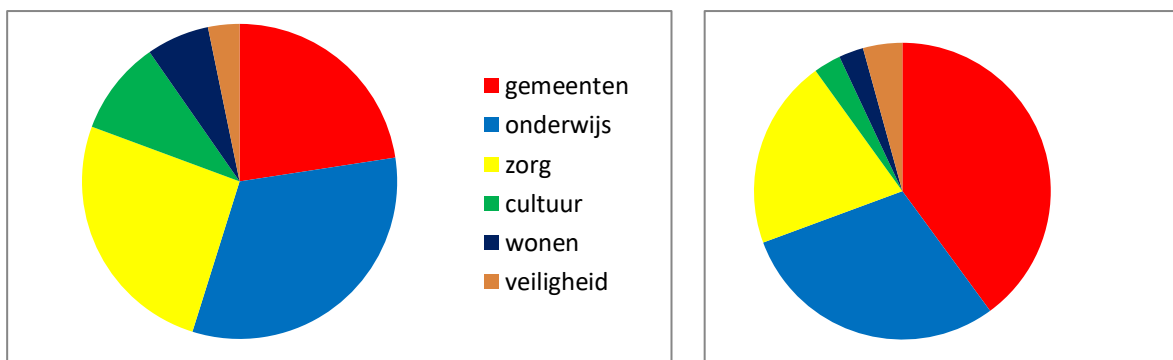 gemeenten
onderwijs
zorg
cultuur
wonen
veiligheid